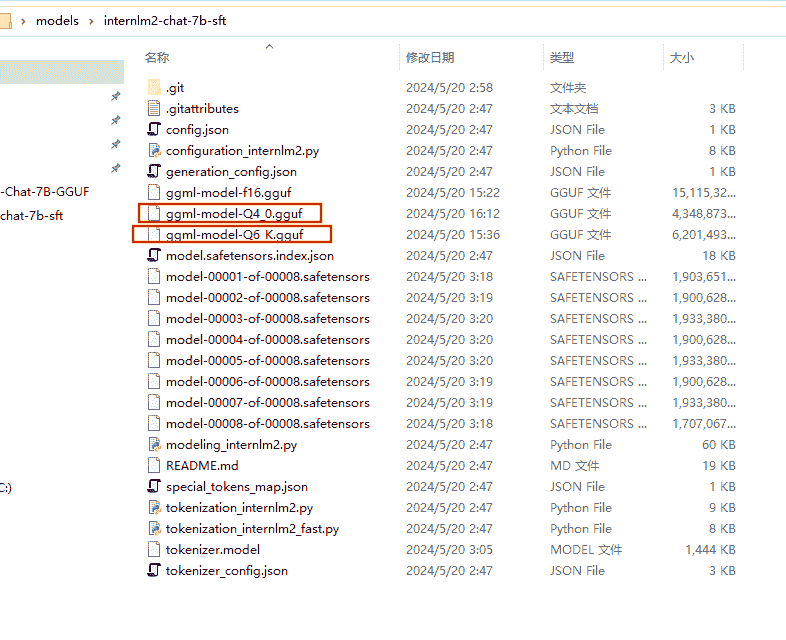 models › internlm2-chat-7b-sft
名称 修改日期 类型 大小
.git 2024/5/20 2:58 文件夹
.gitattributes 2024/5/20 2:47 文本文档 3 KB
config.json 2024/5/20 2:47 JSON File 1 KB
configuration_internlm2.py 2024/5/20 2:47 Python File 8 KB
generation_config.json 2024/5/20 2:47 JSON File 1 KB
-Chat-7B-GGUF ggml-model-f16.gguf 2024/5/20 15:22 GGUF 文件 15,115,32...
chat-7b-sft ggml-model-Q4_0.gguf 2024/5/20 16:12 GGUF 文件 4,348,873...
ggml-model-Q6_K.gguf 2024/5/20 15:36 GGUF 文件 6,201,493...
model.safetensors.index.json 2024/5/20 2:47 JSON File 18 KB
model-00001-of-00008.safetensors 2024/5/20 3:18 SAFETENSORS ... 1,903,651...
model-00002-of-00008.safetensors 2024/5/20 3:19 SAFETENSORS ... 1,900,628...
model-00003-of-00008.safetensors 2024/5/20 3:20 SAFETENSORS ... 1,933,380...
model-00004-of-00008.safetensors 2024/5/20 3:20 SAFETENSORS ... 1,933,380...
model-00005-of-00008.safetensors 2024/5/20 3:20 SAFETENSORS ... 1,933,380...
model-00006-of-00008.safetensors 2024/5/20 3:19 SAFETENSORS ... 1,900,628...
model-00007-of-00008.safetensors 2024/5/20 3:19 SAFETENSORS ... 1,933,380...
model-00008-of-00008.safetensors 2024/5/20 3:18 SAFETENSORS ... 1,707,067...
modeling_internlm2.py 2024/5/20 2:47 Python File 60 KB
README.md 2024/5/20 2:47 MD 文件 19 KB
C:) special_tokens_map.json 2024/5/20 2:47 JSON File 1 KB
tokenization_internlm2.py 2024/5/20 2:47 Python File 9 KB
tokenization_internlm2_fast.py 2024/5/20 2:47 Python File 8 KB
tokenizer.model 2024/5/20 3:05 MODEL 文件 1,444 KB
tokenizer_config.json 2024/5/20 2:47 JSON File 3 KB